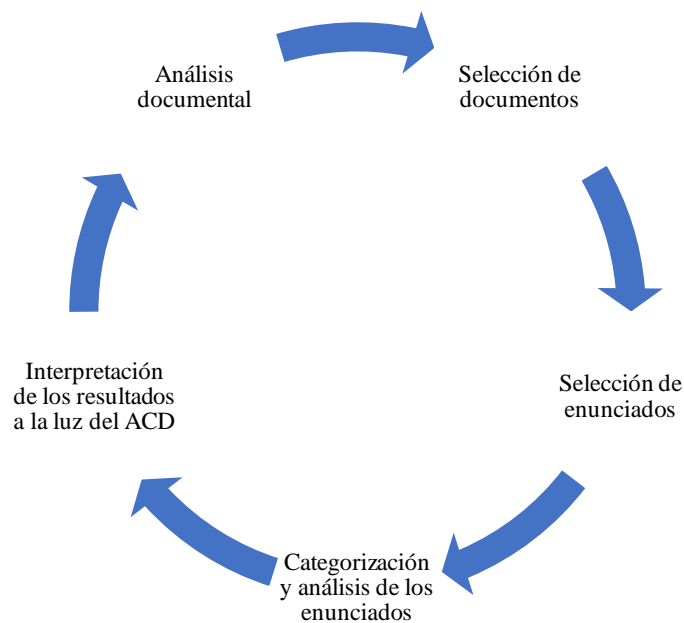 Análisis
documental
Selección de
documentos
Selección de
enunciados
Categorización
y análisis de los
enunciados
Interpretación
de los resultados
a la luz del ACD